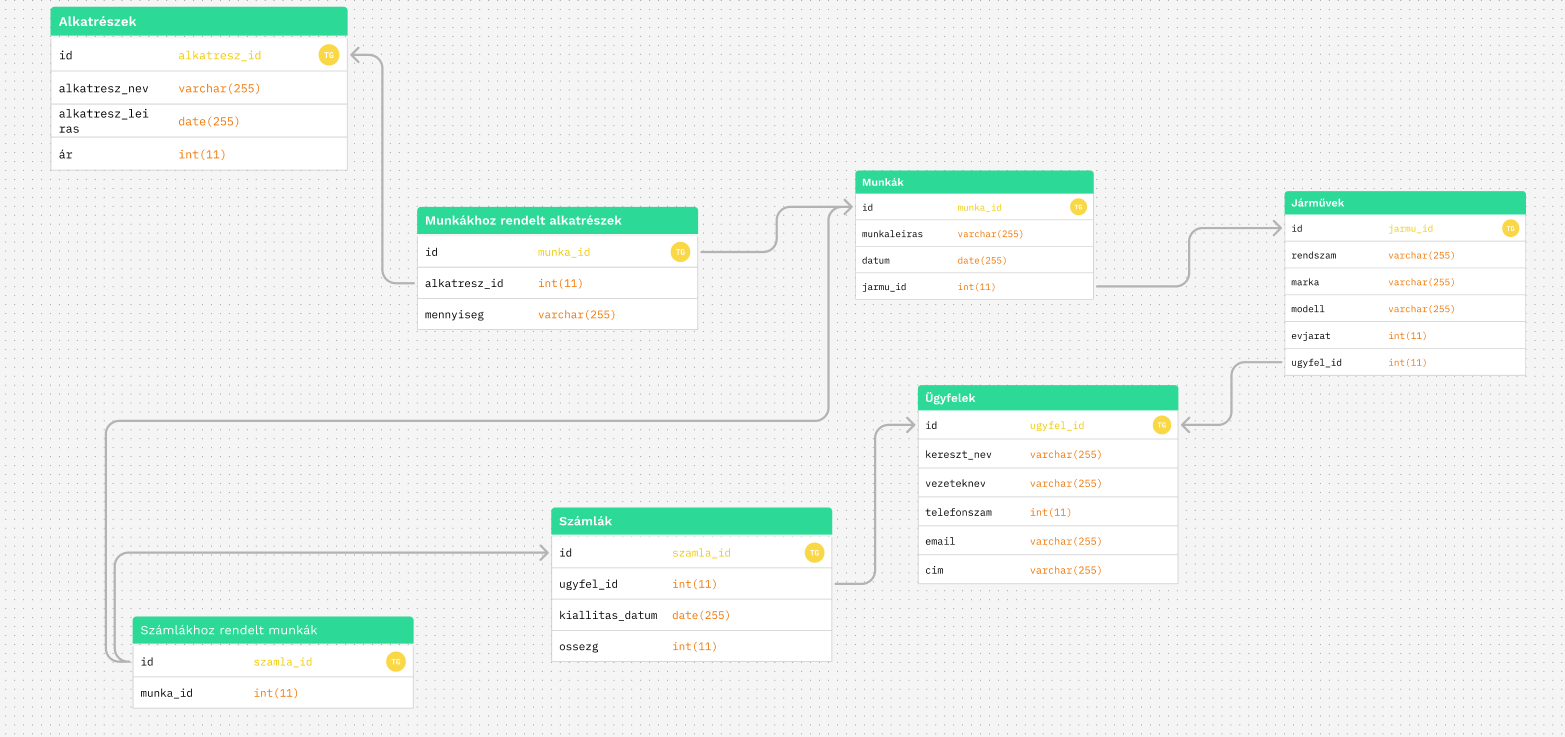 Alkatrészek
id alkatresz_id TG
alkatresz_nev varchar(255)
alkatresz_lei
ras date(255)
ár int(11)
Munkákhoz rendelt alkatrészek
id munka_id TG
alkatresz_id int(11)
mennyiseg varchar(255)
Munkák
id munka_id TG
munkaleiras varchar(255)
datum date(255)
jarmu_id int(11)
Járművek
id jarmu_id TG
rendszam varchar(255)
marka varchar(255)
modell varchar(255)
evjarat int(11)
ugyfel_id int(11)
Ügyfelek
id ugyfel_id TG
kereszt_nev varchar(255)
vezeteknev varchar(255)
telefonszam int(11)
email varchar(255)
cim varchar(255)
Számlák
id szamla_id TG
ugyfel_id int(11)
kiallitas_datum date(255)
ossezg int(11)
Számlákhoz rendelt munkák
id szamla_id TG
munka_id int(11)